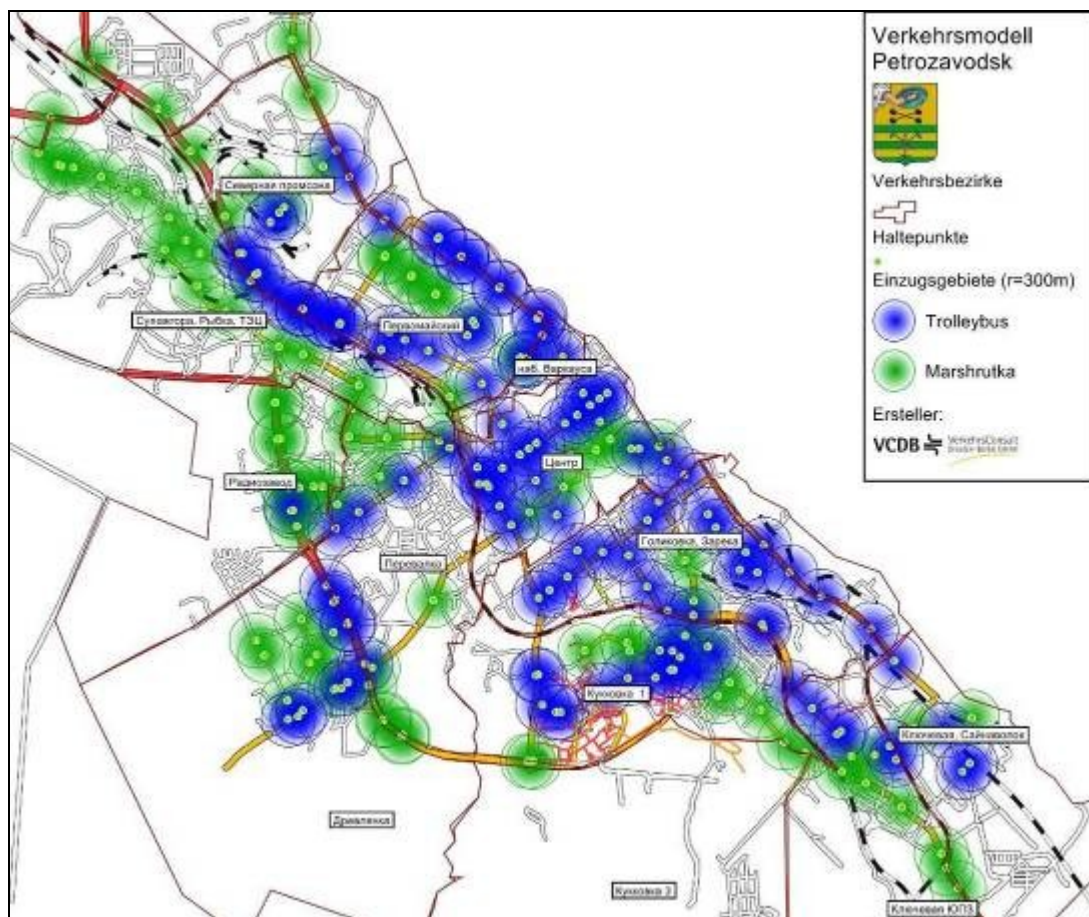 Verkehrsmodell
Petrozavodsk
Verkehrsbezirke
Haltepunkte
Einzugsgebiete (r=300m)
Trolleybus
Marshrutka
Ersteller:
VCDB VerkehrsConsult
Северная промзона
Сулажгора, Рыбка, ТЭЦ
Первомайский
наб. Варкауса
Центр
Радиозавод
Перевалка
Голиковка, Зарека
Кукковка 1
Ключевая, Сайнаволок
Древлянка
Кукковка 3
Ключевая ЮПЗ